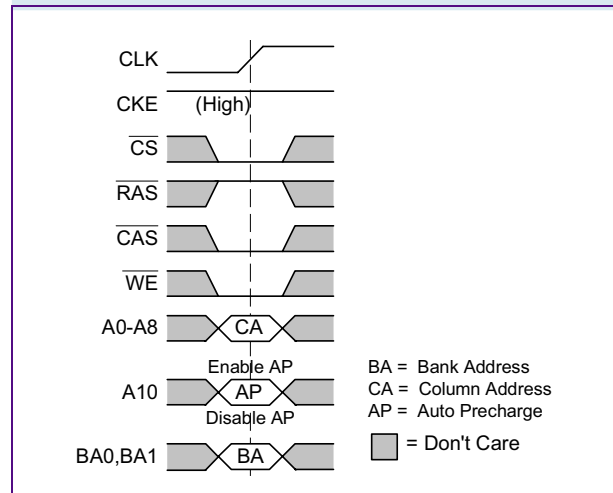 CLK
CKE (High)
CS
RAS
CAS
WE
A0-A8 CA
Enable AP
A10 AP
Disable AP
BA0,BA1 BA
BA = Bank Address
CA = Column Address
AP = Auto Precharge
= Don't Care